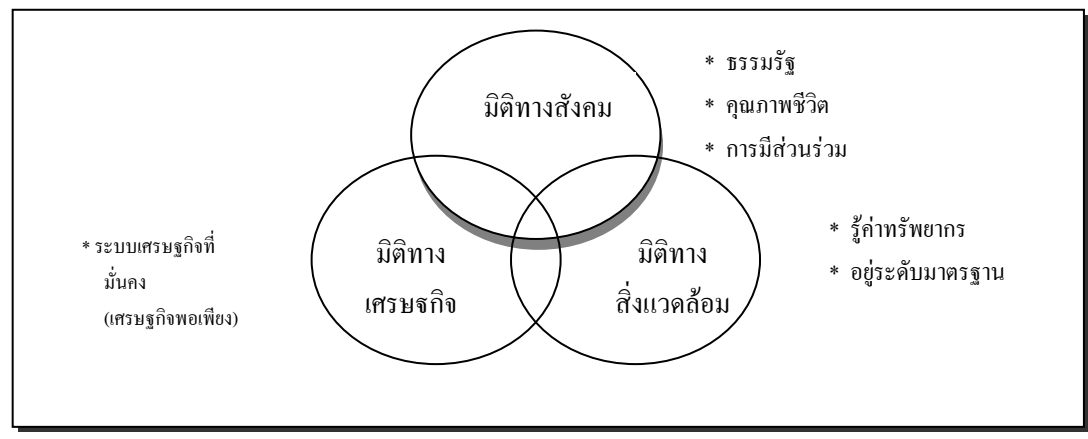 มิติทางสังคม
* ธรรมรัฐ
* คุณภาพชีวิต
* การมีส่วนร่วม
* ระบบเศรษฐกิจที่
มั่นคง
(เศรษฐกิจพอเพียง)
มิติทาง
เศรษฐกิจ
มิติทาง
สิ่งแวดล้อม
* รู้ค่าทรัพยากร
* อยู่ระดับมาตรฐาน